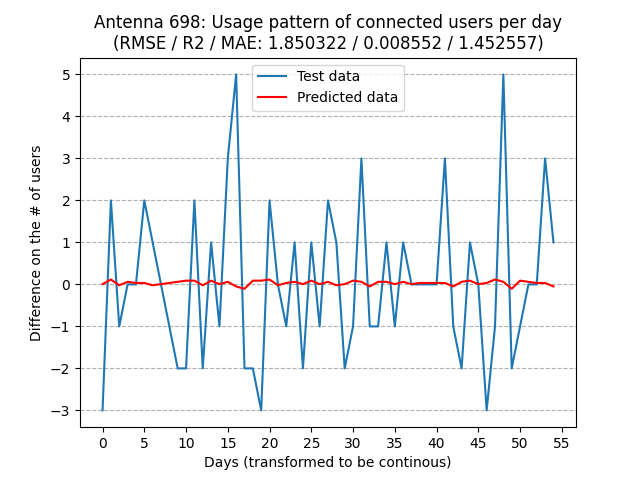 Antenna 698: Usage pattern of connected users per day
(RMSE / R2 / MAE: 1.850322 / 0.008552 / 1.452557)
Test data
Predicted data
Difference on the # of users
5
4
3
2
1
0
−1
−2
−3
0 5 10 15 20 25 30 35 40 45 50 55
Days (transformed to be continous)